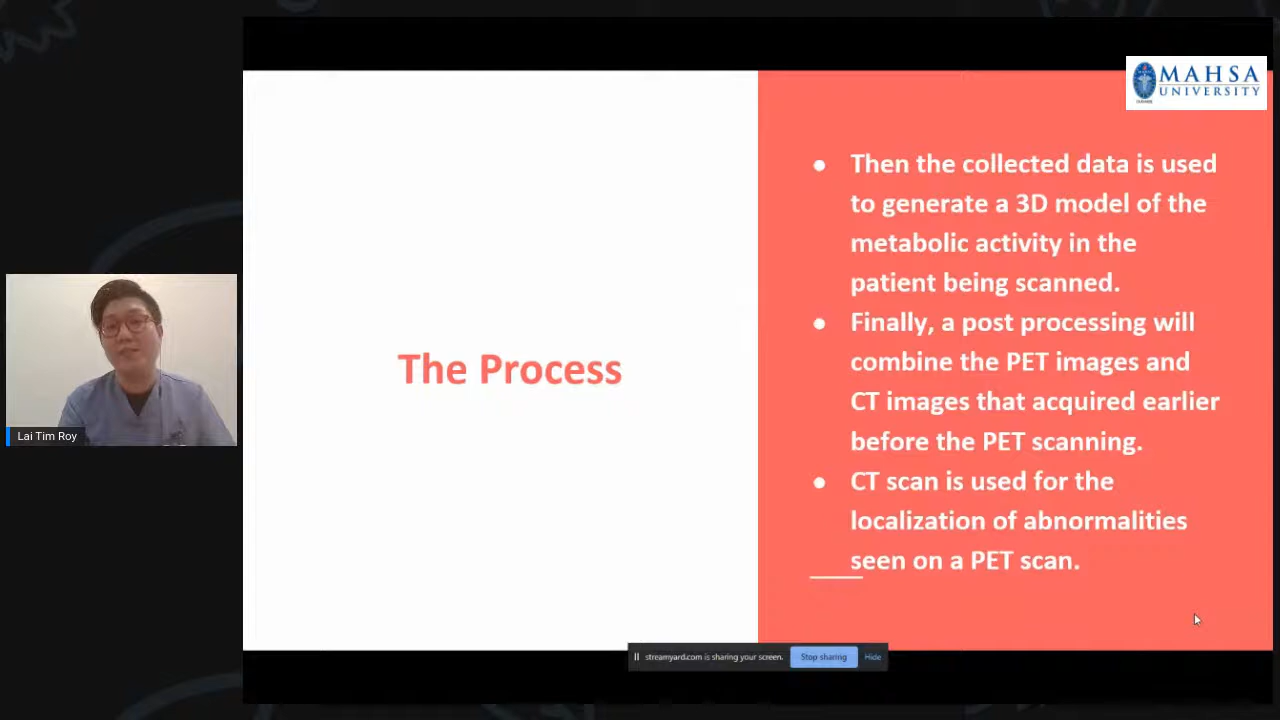 MAHSA
UNIVERSITY
● Then the collected data is used
to generate a 3D model of the
metabolic activity in the
patient being scanned.
● Finally, a post processing will
combine the PET images and
CT images that acquired earlier
before the PET scanning.
● CT scan is used for the
localization of abnormalities
seen on a PET scan.
The Process
Lai Tim Roy
streamyard.com is sharing your screen. Stop sharing Hide